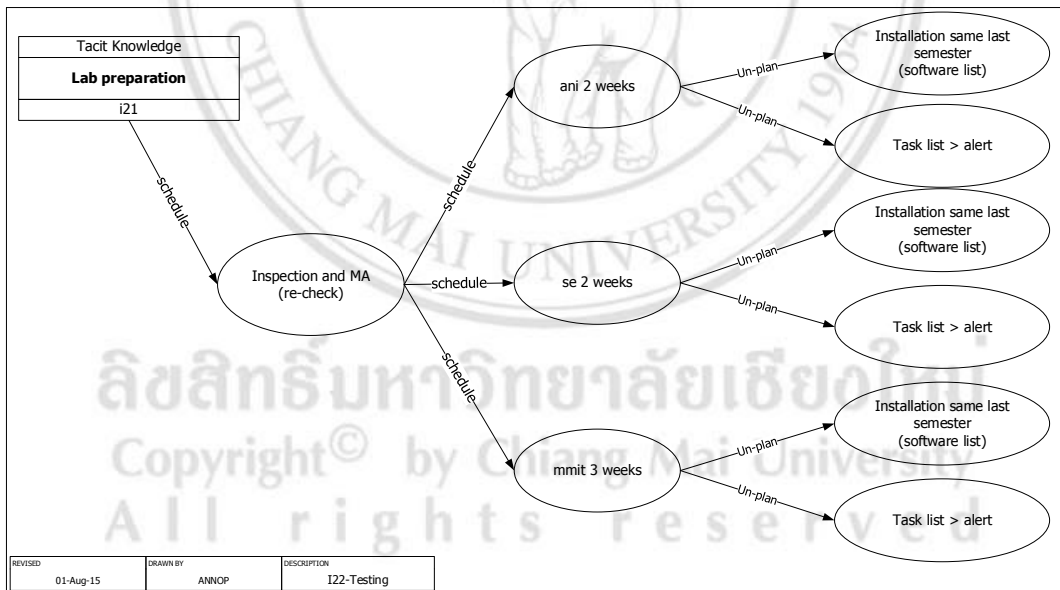 Tacit Knowledge
Lab preparation
i21
schedule
Inspection and MA
(re-check)
schedule
schedule
schedule
ani 2 weeks
se 2 weeks
mmit 3 weeks
Un-plan
Un-plan
Un-plan
Un-plan
Un-plan
Un-plan
Installation same last
semester
(software list)
Task list > alert
Installation same last
semester
(software list)
Task list > alert
Installation same last
semester
(software list)
Task list > alert
CHIANG MAI UNIVERSITY 1964
ลิขสิทธิ์มหาวิทยาลัยเชียงใหม่
Copyright© by Chiang Mai University
All rights reserved
REVISED
01-Aug-15
DRAWN BY
ANNOP
DESCRIPTION
I22-Testing